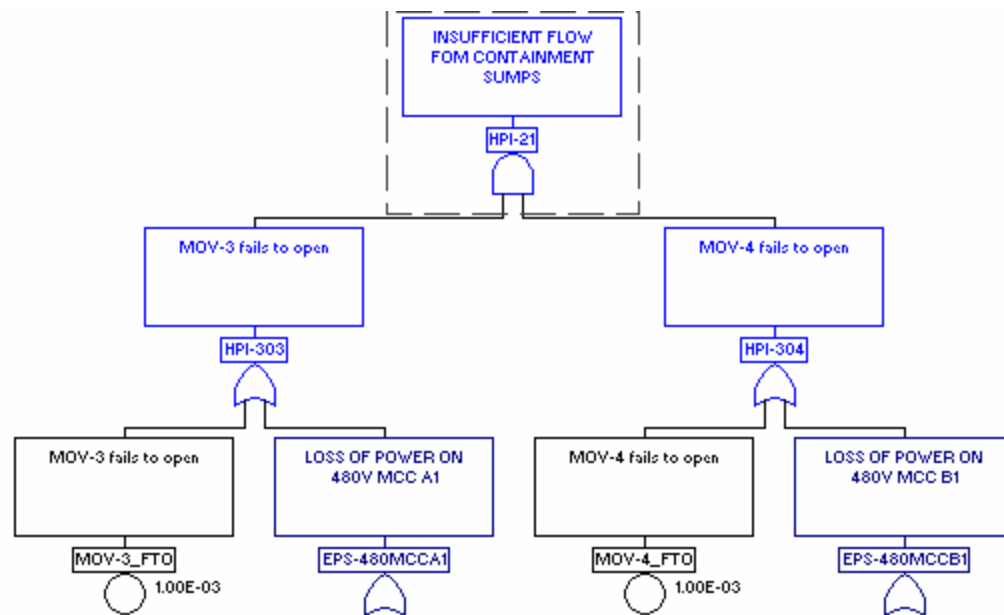 INSUFFICIENT FLOW
FOM CONTAINMENT
SUMPS
HPI-21
MOV-3 fails to open
MOV-4 fails to open
HPI-303
HPI-304
MOV-3 fails to open
LOSS OF POWER ON
480V MCC A1
MOV-4 fails to open
LOSS OF POWER ON
480V MCC B1
MOV-3_FTO
EPS-480MCCA1
MOV-4_FTO
EPS-480MCCB1
1.00E-03
1.00E-03